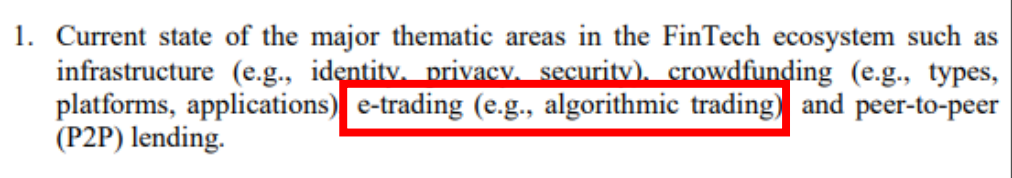 1. Current state of the major thematic areas in the FinTech ecosystem such as
infrastructure (e.g., identity, privacy, security), crowdfunding (e.g., types,
platforms, applications) e-trading (e.g., algorithmic trading) and peer-to-peer
(P2P) lending.